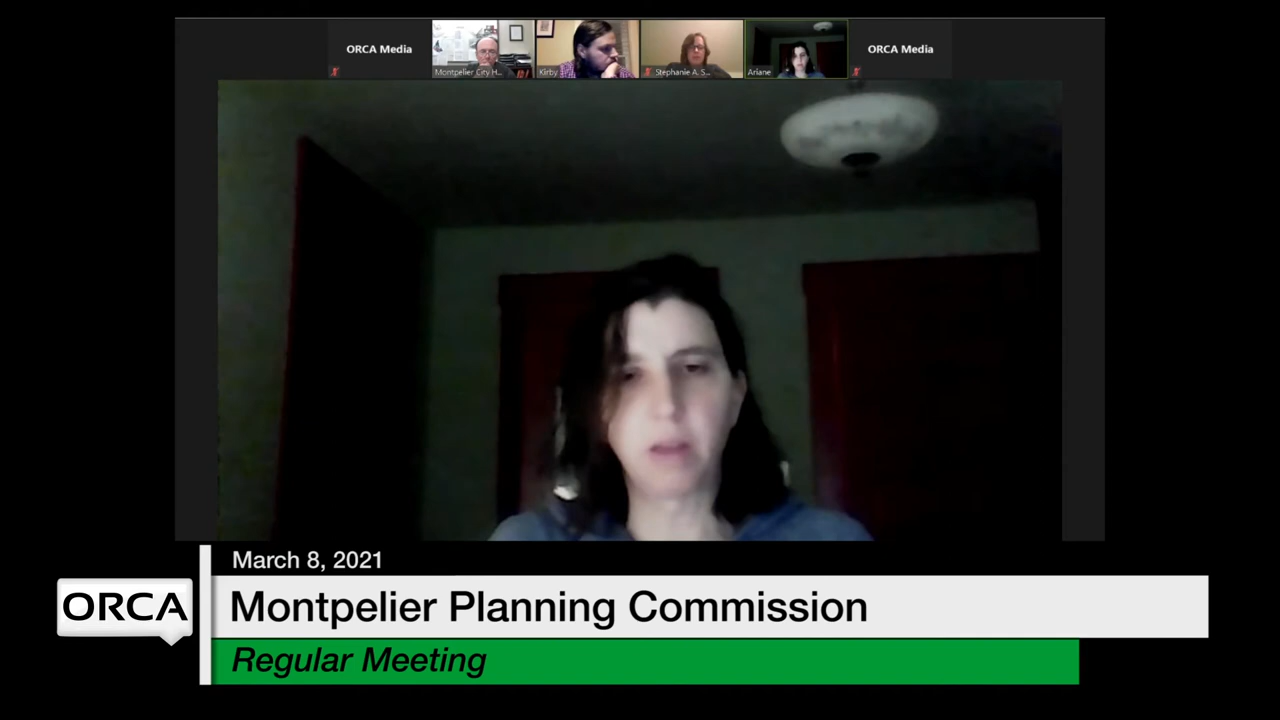 ORCA Media
Montpelier City H...
Kirby
Stephanie A. S...
Ariane
ORCA Media
March 8, 2021
ORCA
Montpelier Planning Commission
Regular Meeting